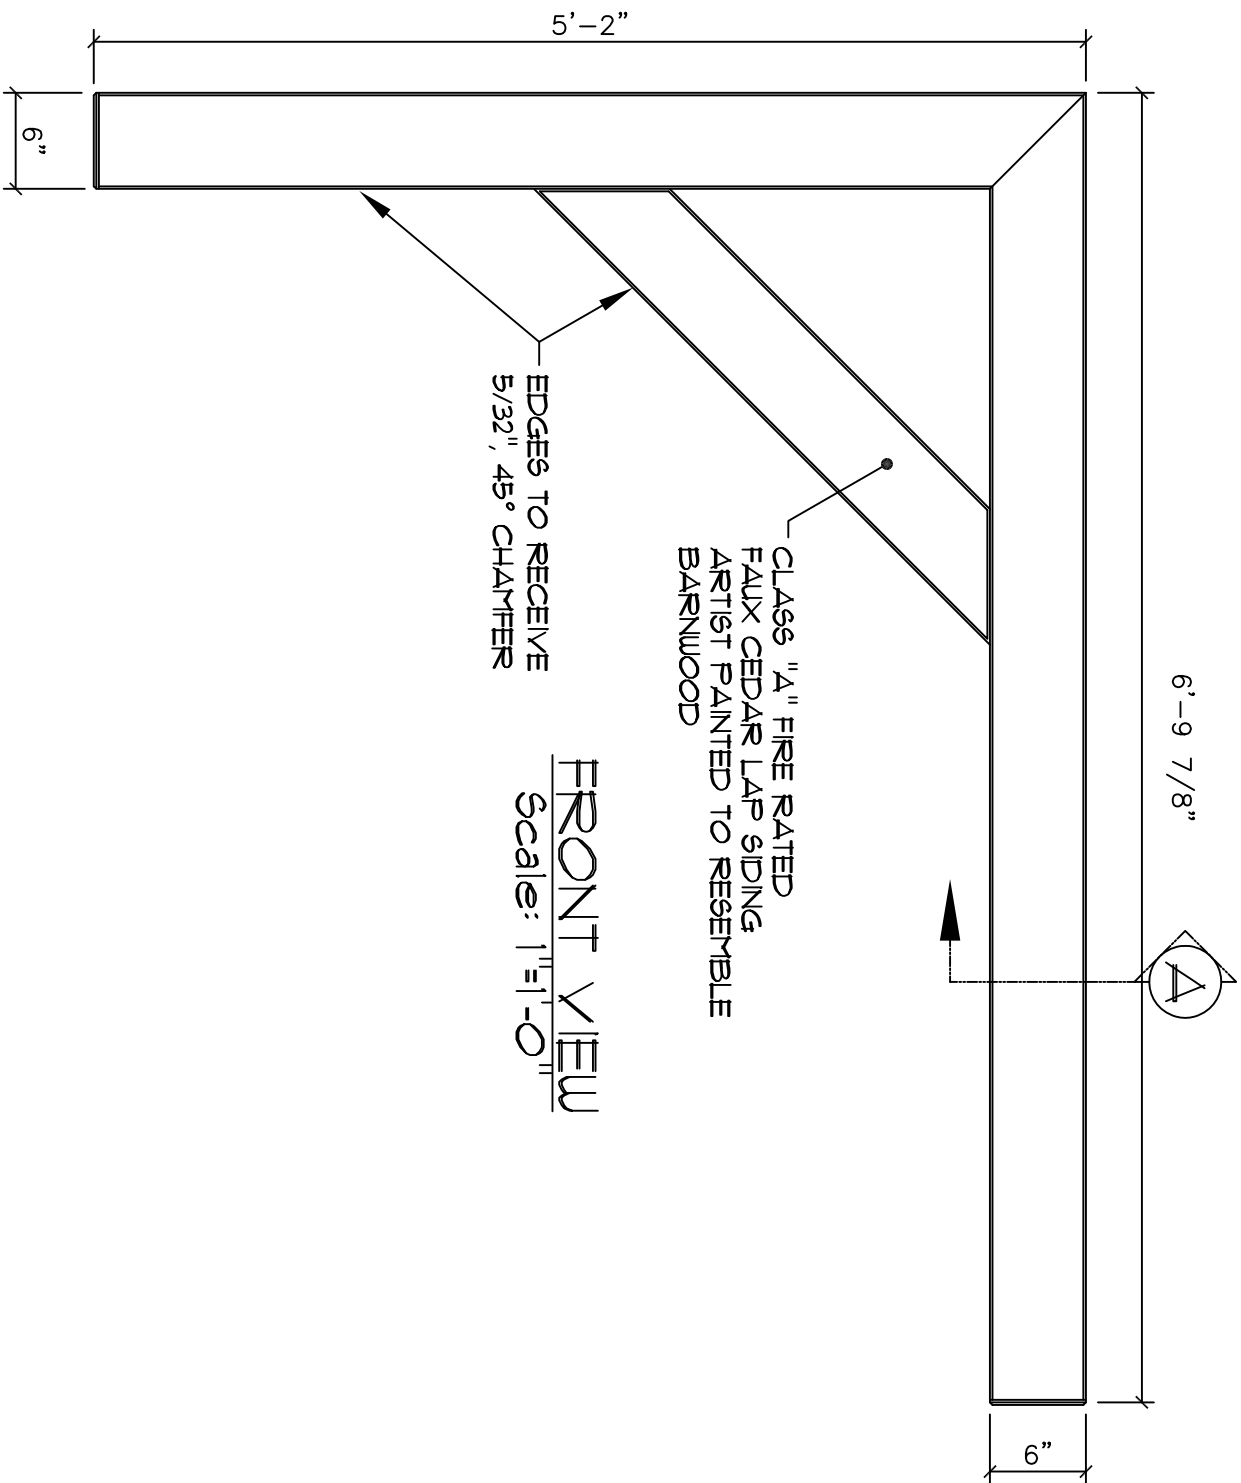 6'-9 7/8"
A
5'-2"
6"
6"
CLASS "A" FIRE RATED
FAUX CEDAR LAP SIDING
ARTIST PAINTED TO RESEMBLE
BARNWOOD
EDGES TO RECEIVE
5/32", 45° CHAMFER
FRONT VIEW
Scale: 1"=1'-0"